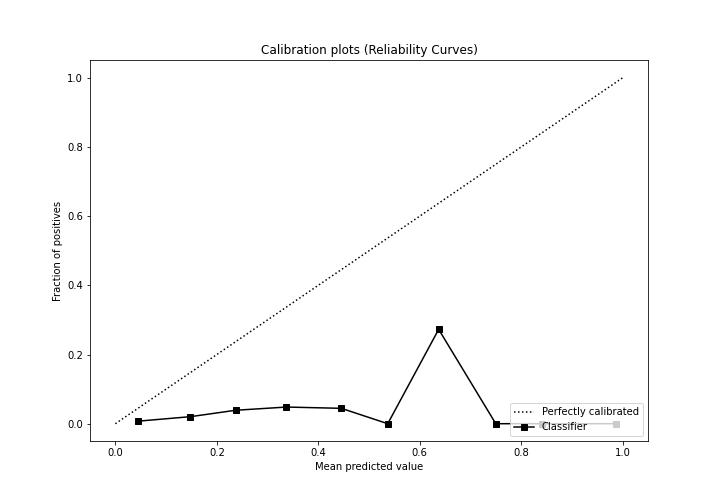 Calibration plots (Reliability Curves)
Fraction of positives
1.0
0.8
0.6
0.4
0.2
0.0
Perfectly calibrated
Classifier
0.0 0.2 0.4 0.6 0.8 1.0
Mean predicted value